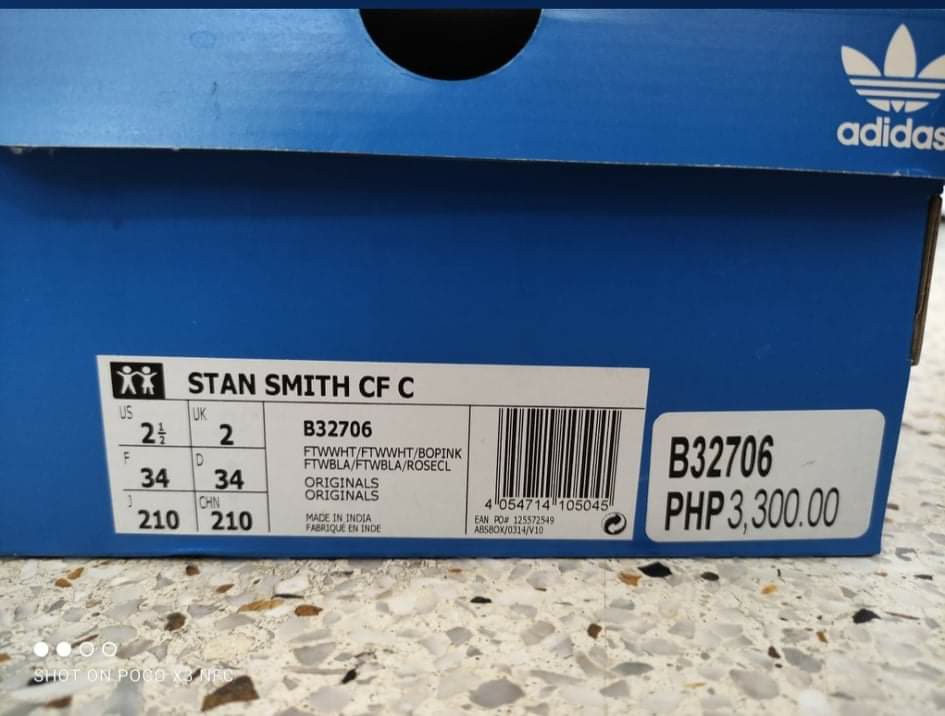 adidas
STAN SMITH CF C
US 2½ UK 2
F 34 D 34
J 210 CHN 210
B32706
FTWWHT/FTWWHT/BOPINK
FTWBLA/FTWBLA/ROSECL
ORIGINALS
ORIGINALS
MADE IN INDIA
FABRIQUÉ EN INDE
4 054714 105045
EAN PO# 125572549
ABSBOX/0314/V10
B32706
PHP 3,300.00
SHOT ON POCO X3 NFC